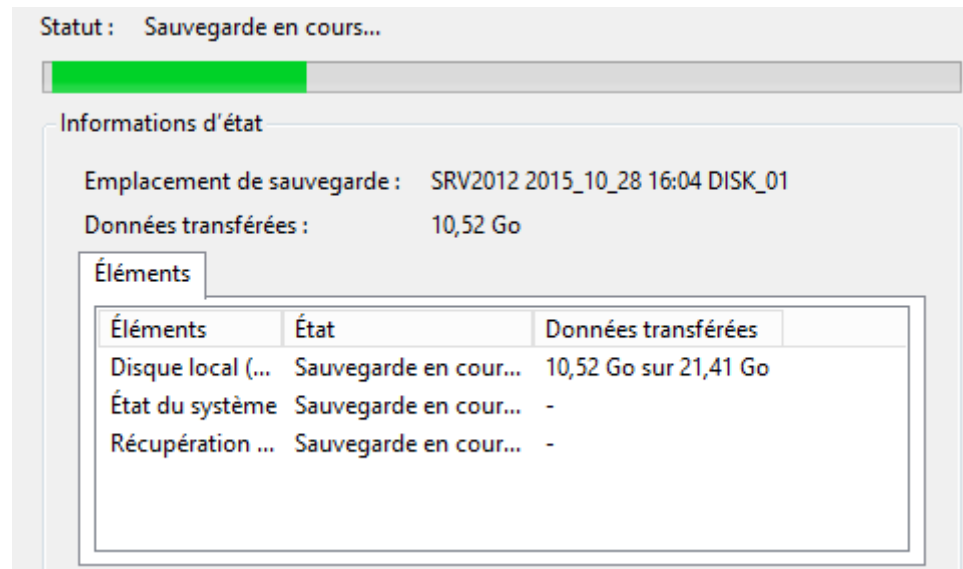 Statut : Sauvegarde en cours...
Informations d'état
Emplacement de sauvegarde : SRV2012 2015_10_28 16:04 DISK_01
Données transférées : 10,52 Go
Éléments
Éléments État Données transférées
Disque local (... Sauvegarde en cour... 10,52 Go sur 21,41 Go
État du système Sauvegarde en cour... -
Récupération ... Sauvegarde en cour... -